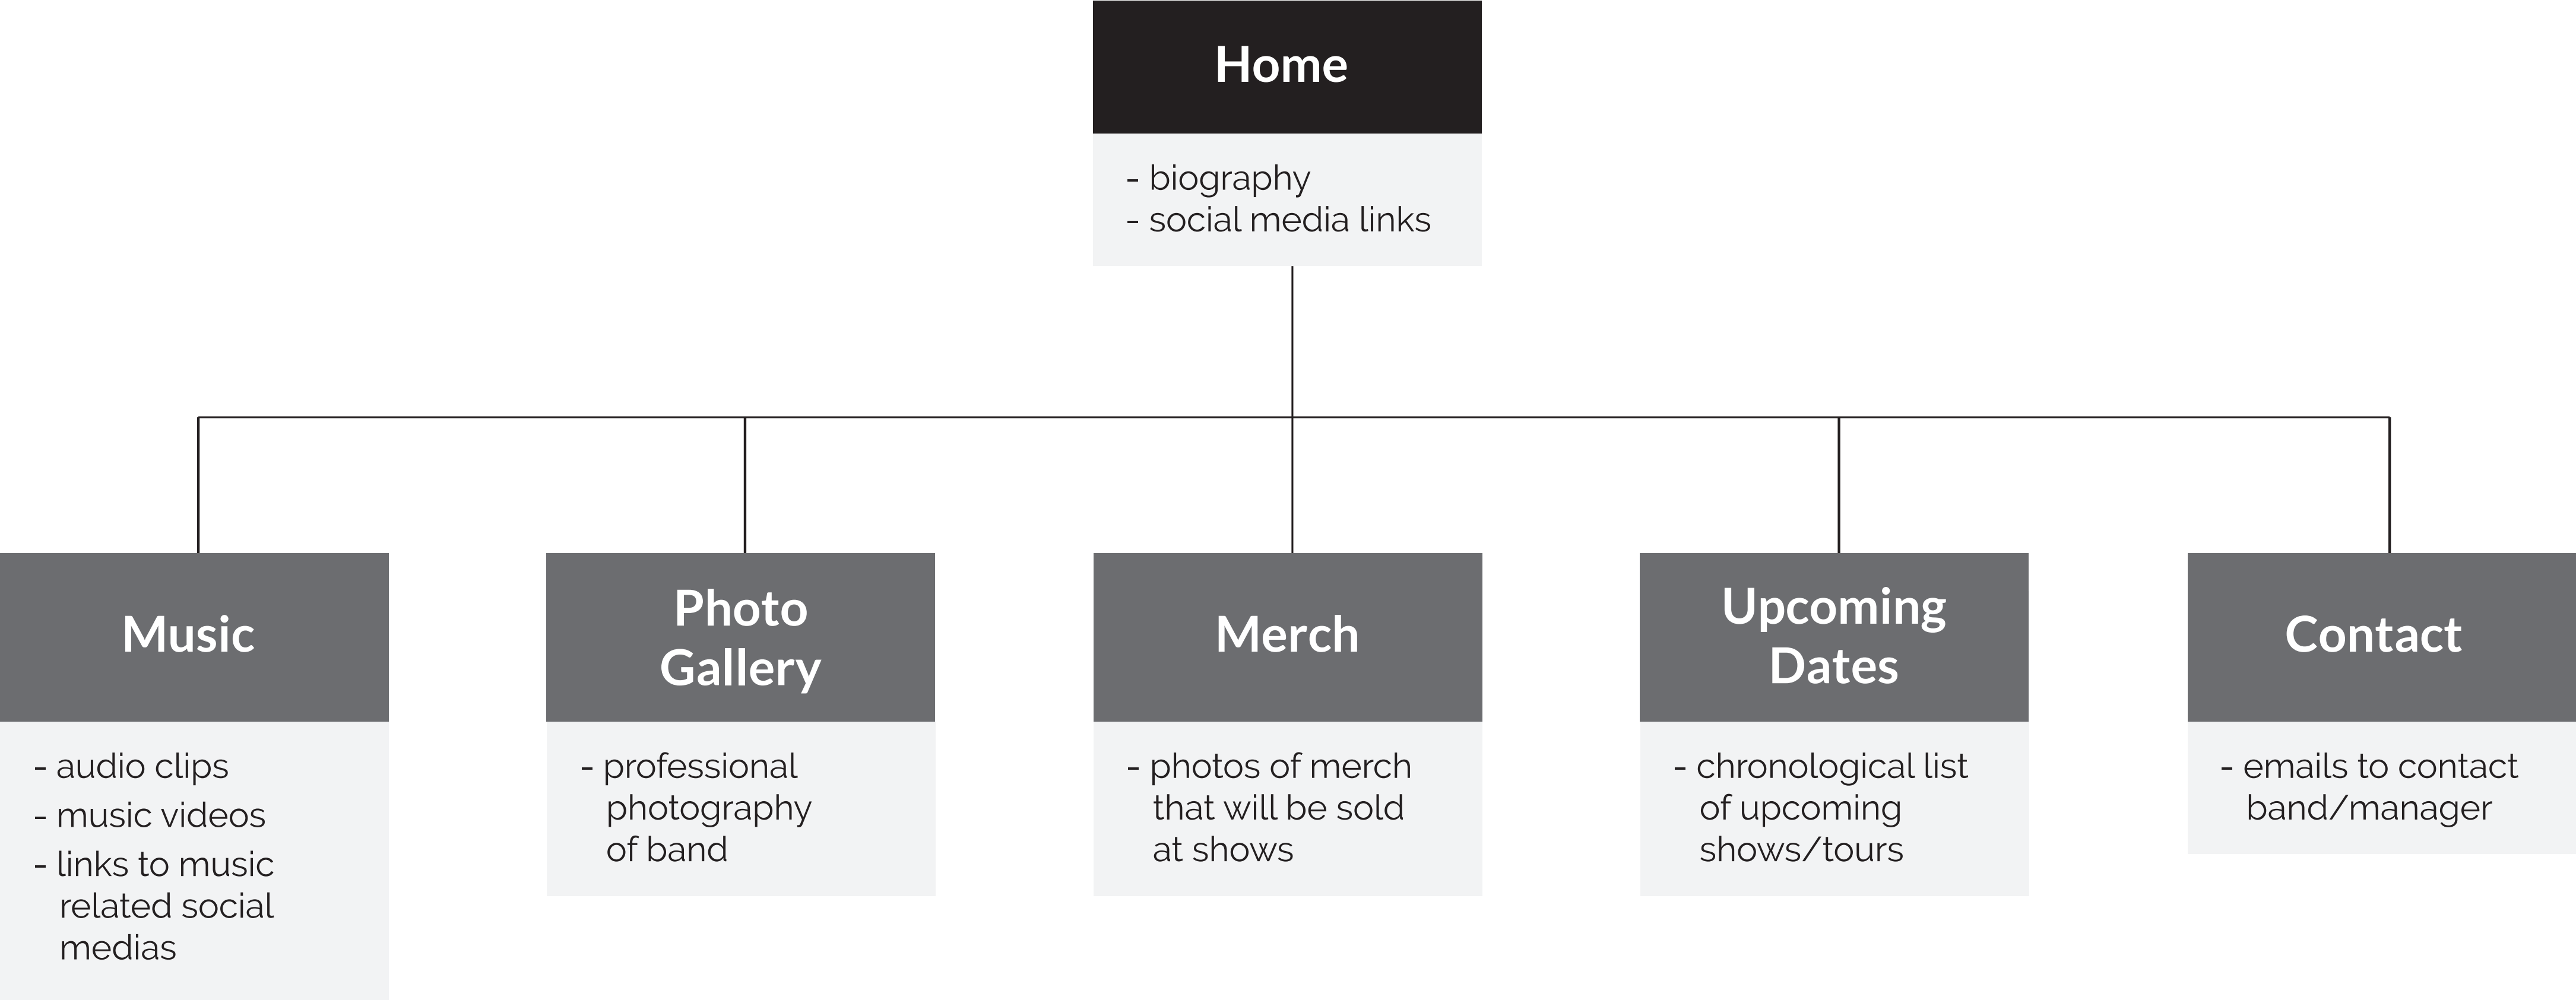 Home
- biography
- social media links
Music
- audio clips
- music videos
- links to music
related social
medias
Photo
Gallery
- professional
photography
of band
Merch
- photos of merch
that will be sold
at shows
Upcoming
Dates
- chronological list
of upcoming
shows/tours
Contact
- emails to contact
band/manager